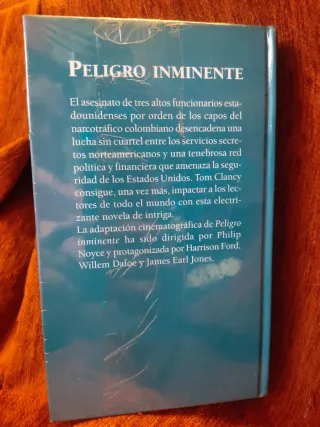 PELIGRO INMINENTE
El asesinato de tres altos funcionarios esta-
dounidenses por orden de los capos del
narcotráfico colombiano desencadena una
lucha sin cuartel entre los servicios secre-
tos norteamericanos y una tenebrosa red
política y financiera que amenaza la segu-
ridad de los Estados Unidos. Tom Clancy
consigue, una vez más, impactar a los lec-
tores de todo el mundo con esta electri-
zante novela de intriga.
La adaptación cinematográfica de Peligro
inminente ha sido dirigida por Philip
Noyce y protagonizada por Harrison Ford,
Willem Dafoe y James Earl Jones.